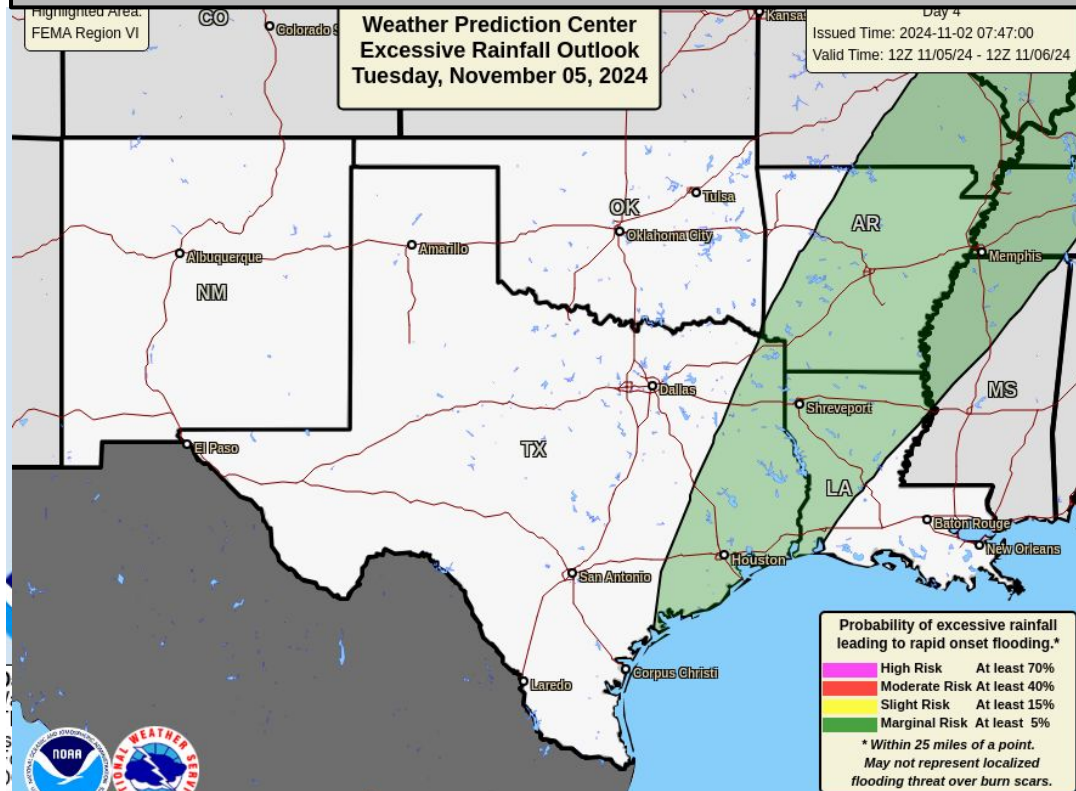 Highlighted Area:
FEMA Region VI
Weather Prediction Center
Excessive Rainfall Outlook
Tuesday, November 05, 2024
Day 4
Issued Time: 2024-11-02 07:47:00
Valid Time: 12Z 11/05/24 - 12Z 11/06/24
CO
Colorado S
Kansas
Tulsa
OK
Oklahoma City
AR
Amarillo
Albuquerque
Memphis
NM
Dallas
MS
Shreveport
El Paso
TX
LA
Baton Rouge
Houston
New Orleans
San Antonio
Corpus Christi
Laredo
Probability of excessive rainfall
leading to rapid onset flooding.*
High Risk At least 70%
Moderate Risk At least 40%
Slight Risk At least 15%
Marginal Risk At least 5%
* Within 25 miles of a point.
May not represent localized
flooding threat over burn scars.
NOAA